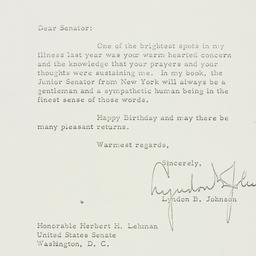 Dear Senator:
One of the brightest spots in my
illness last year was your warm hearted concern
and the knowledge that your prayers and your
thoughts were sustaining me. In my book, the
Junior Senator from New York will always be a
gentleman and a sympathetic human being in the
finest sense of those words.
Happy Birthday and may there be
many pleasant returns.
Warmest regards,
Sincerely,
Lyndon B. Johnson
Honorable Herbert H. Lehman
United States Senate
Washington, D. C.